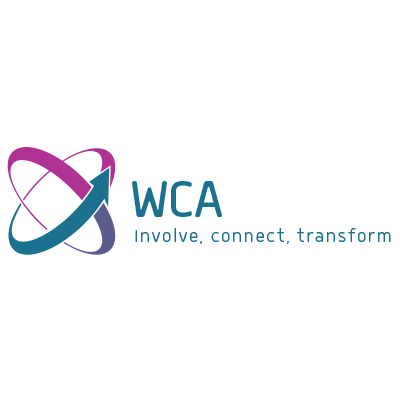 WCA
Involve, connect, transform